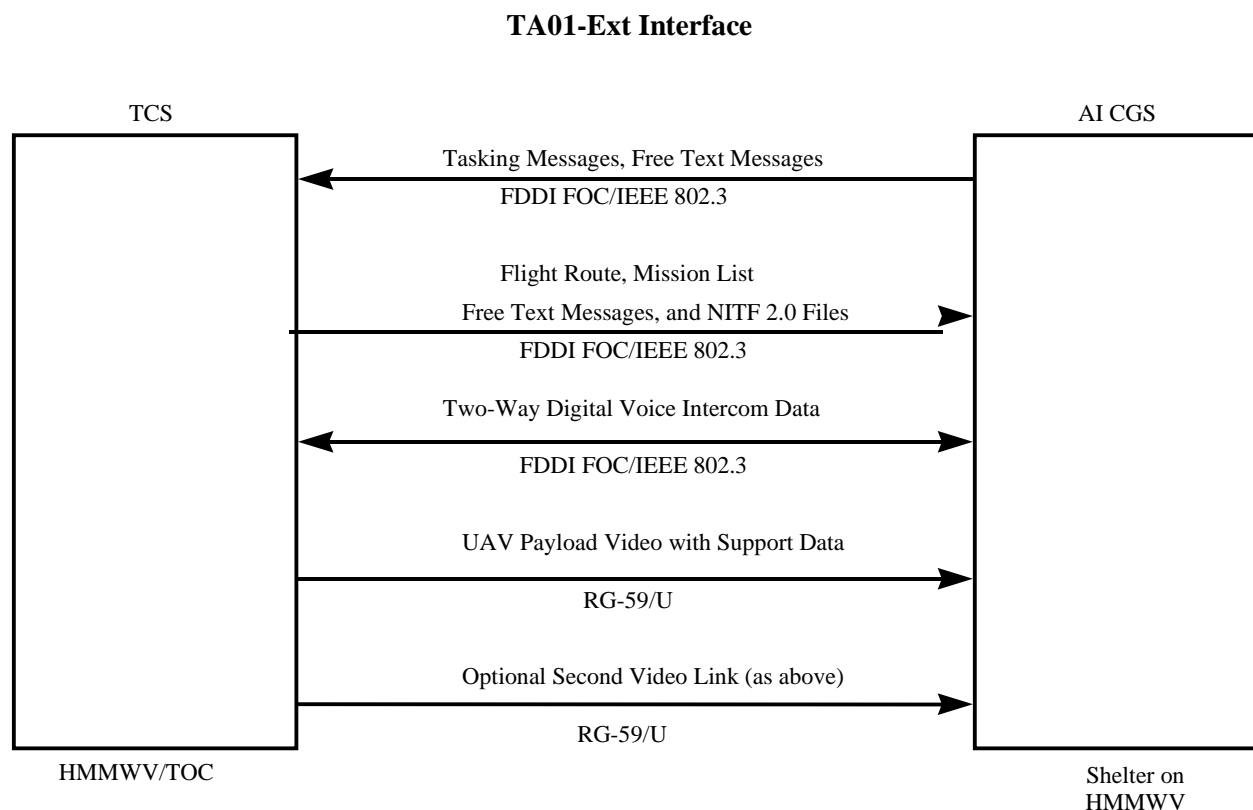 TA01-Ext Interface
TCS
AI CGS
Tasking Messages, Free Text Messages
FDDI FOC/IEEE 802.3
Flight Route, Mission List
Free Text Messages, and NITF 2.0 Files
FDDI FOC/IEEE 802.3
Two-Way Digital Voice Intercom Data
FDDI FOC/IEEE 802.3
UAV Payload Video with Support Data
RG-59/U
Optional Second Video Link (as above)
RG-59/U
HMMWV/TOC
Shelter on
HMMWV